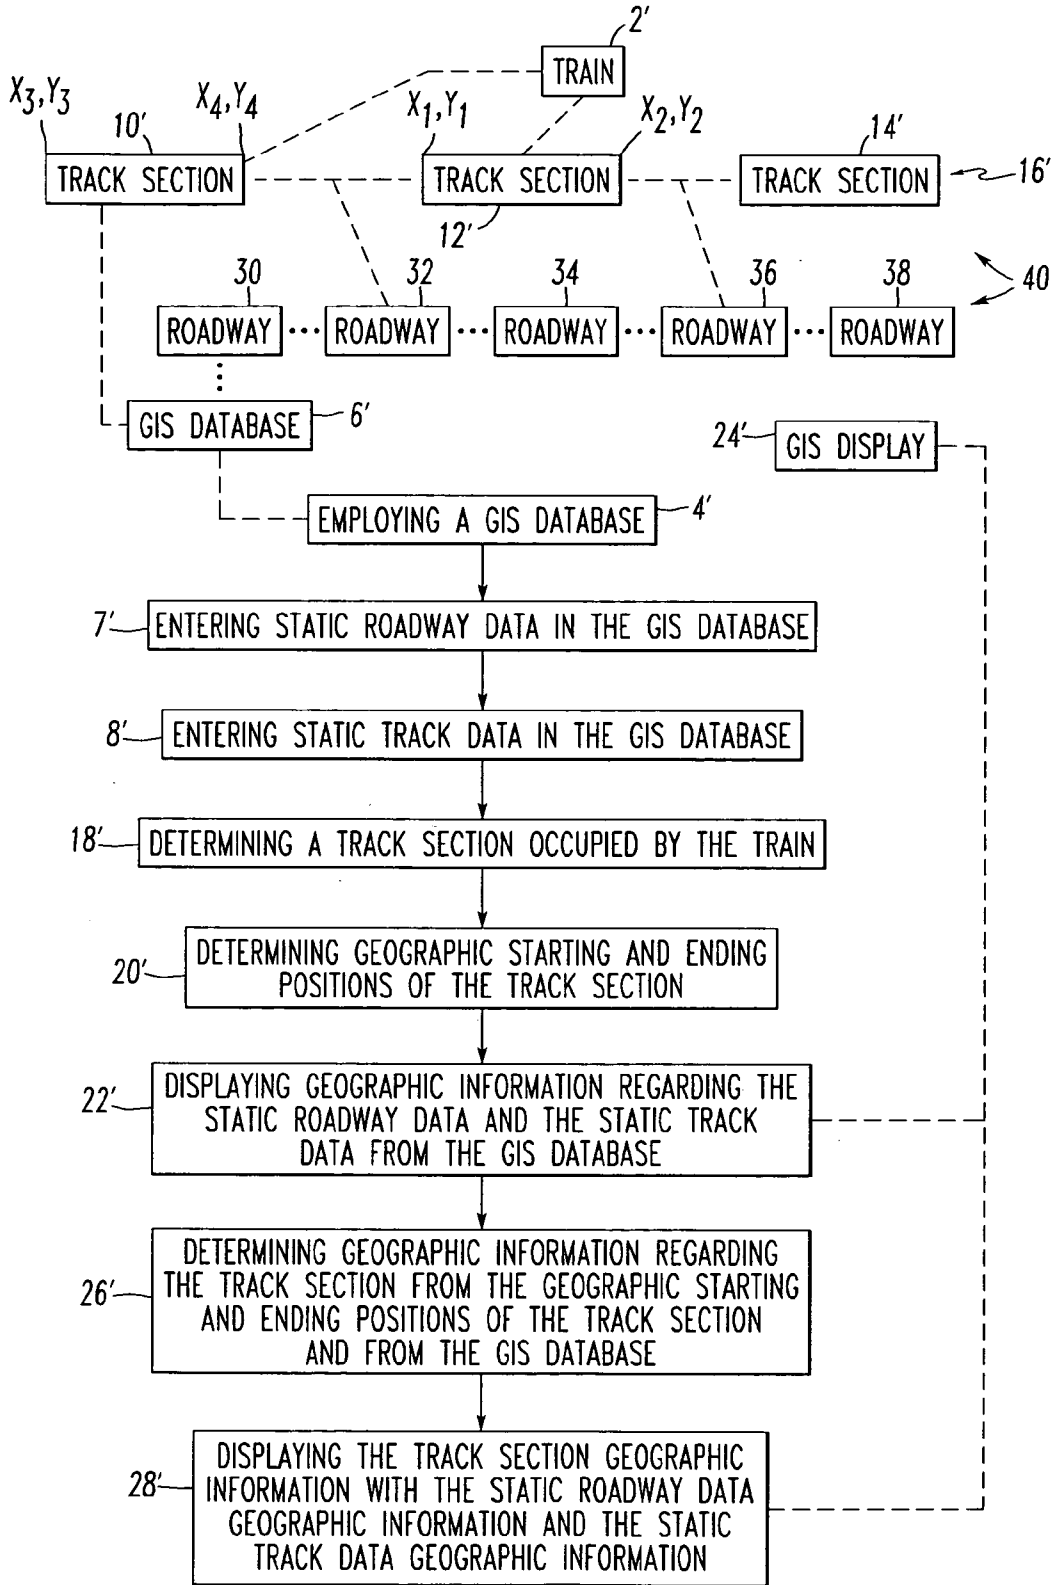 2'
TRAIN
X3,Y3
X4,Y4
X1,Y1
X2,Y2
10'
14'
TRACK SECTION
TRACK SECTION
TRACK SECTION
16'
12'
30
32
34
36
38
40
ROADWAY ••• ROADWAY ••• ROADWAY ••• ROADWAY ••• ROADWAY
GIS DATABASE
6'
24'
GIS DISPLAY
EMPLOYING A GIS DATABASE
4'
7'
ENTERING STATIC ROADWAY DATA IN THE GIS DATABASE
8'
ENTERING STATIC TRACK DATA IN THE GIS DATABASE
18'
DETERMINING A TRACK SECTION OCCUPIED BY THE TRAIN
20'
DETERMINING GEOGRAPHIC STARTING AND ENDING
POSITIONS OF THE TRACK SECTION
22'
DISPLAYING GEOGRAPHIC INFORMATION REGARDING THE
STATIC ROADWAY DATA AND THE STATIC TRACK
DATA FROM THE GIS DATABASE
26'
DETERMINING GEOGRAPHIC INFORMATION REGARDING
THE TRACK SECTION FROM THE GEOGRAPHIC STARTING
AND ENDING POSITIONS OF THE TRACK SECTION
AND FROM THE GIS DATABASE
28'
DISPLAYING THE TRACK SECTION GEOGRAPHIC
INFORMATION WITH THE STATIC ROADWAY DATA
GEOGRAPHIC INFORMATION AND THE STATIC
TRACK DATA GEOGRAPHIC INFORMATION